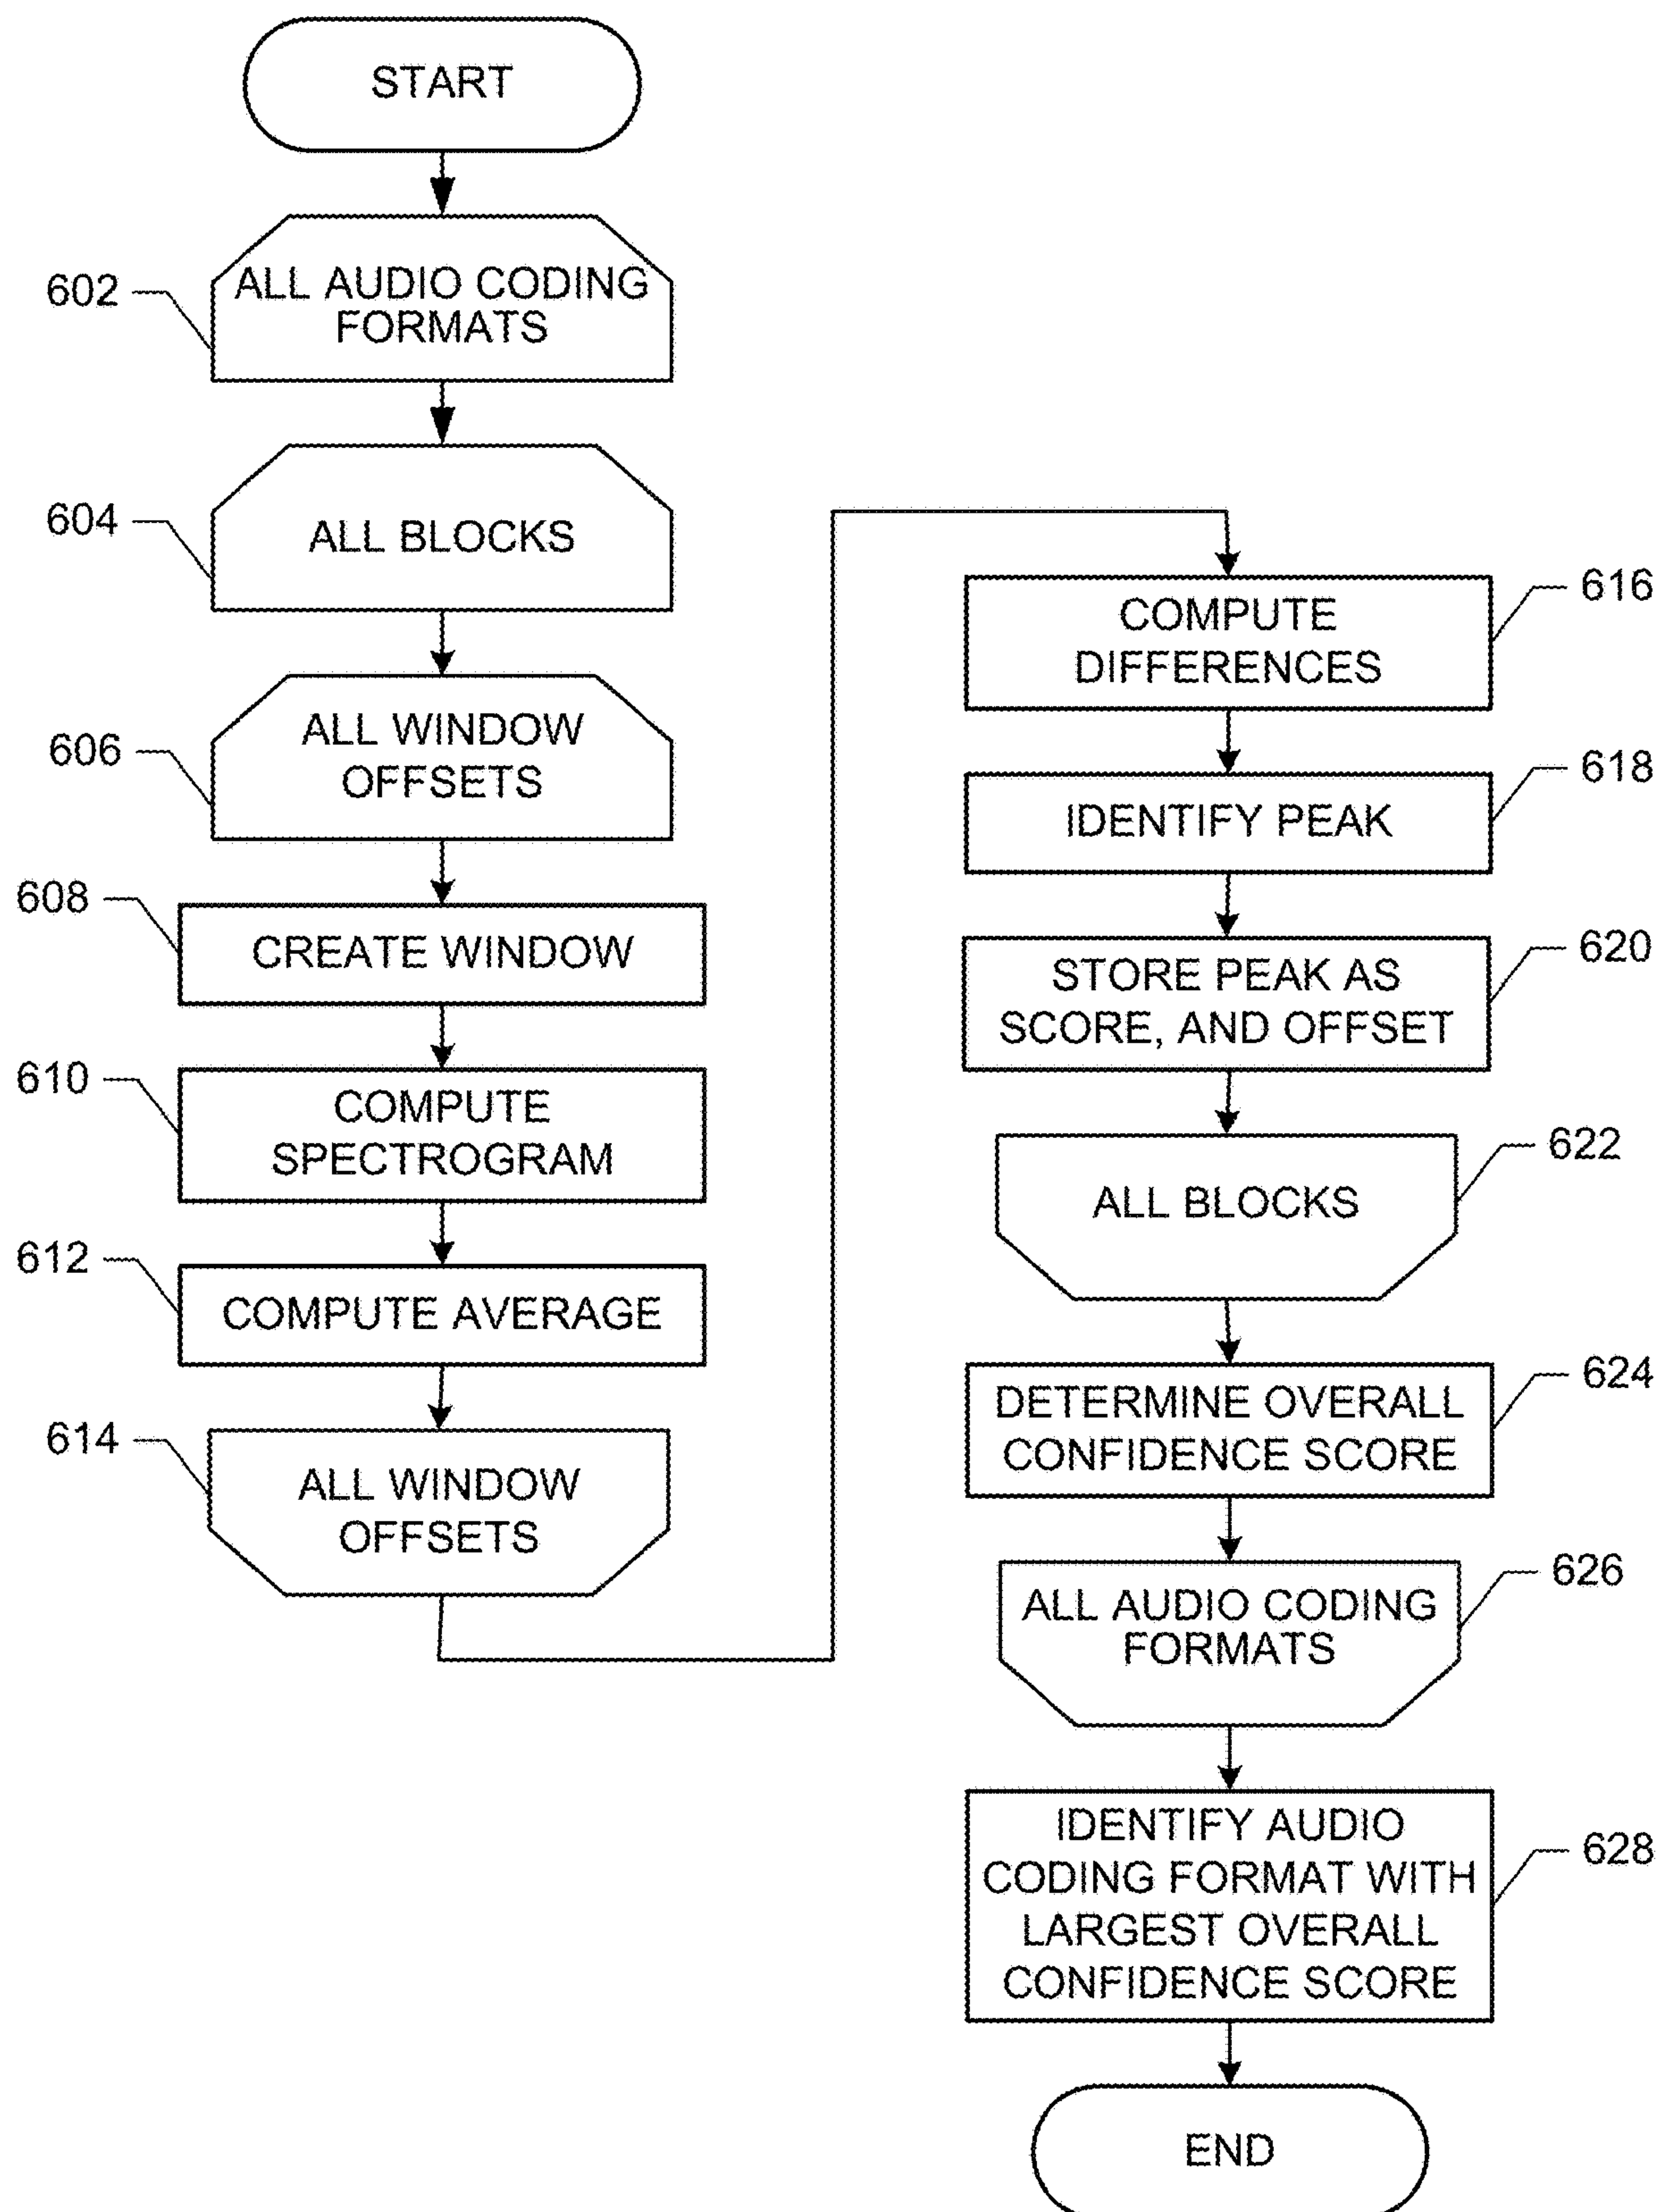 START
602
ALL AUDIO CODING
FORMATS
604
ALL BLOCKS
606
ALL WINDOW
OFFSETS
608
CREATE WINDOW
610
COMPUTE
SPECTROGRAM
612
COMPUTE AVERAGE
614
ALL WINDOW
OFFSETS
616
COMPUTE
DIFFERENCES
618
IDENTIFY PEAK
620
STORE PEAK AS
SCORE, AND OFFSET
622
ALL BLOCKS
624
DETERMINE OVERALL
CONFIDENCE SCORE
626
ALL AUDIO CODING
FORMATS
628
IDENTIFY AUDIO
CODING FORMAT WITH
LARGEST OVERALL
CONFIDENCE SCORE
END